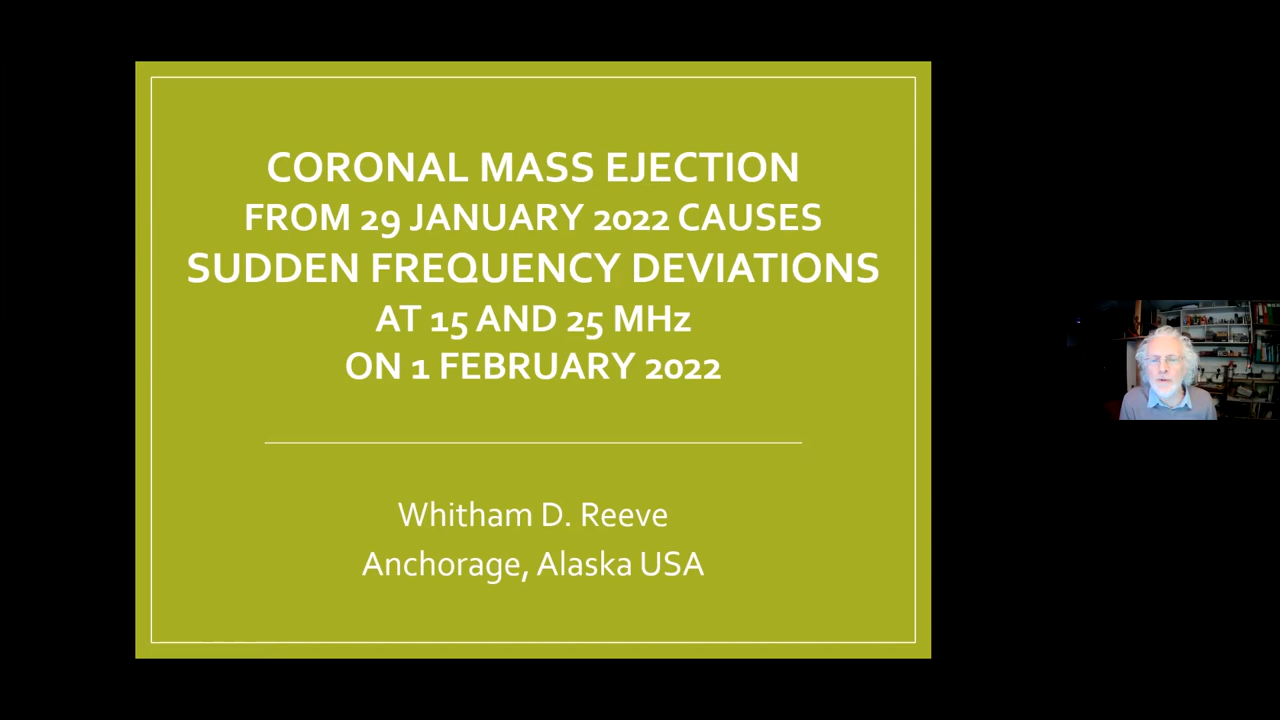 CORONAL MASS EJECTION
FROM 29 JANUARY 2022 CAUSES
SUDDEN FREQUENCY DEVIATIONS
AT 15 AND 25 MHz
ON 1 FEBRUARY 2022
Whitham D. Reeve
Anchorage, Alaska USA